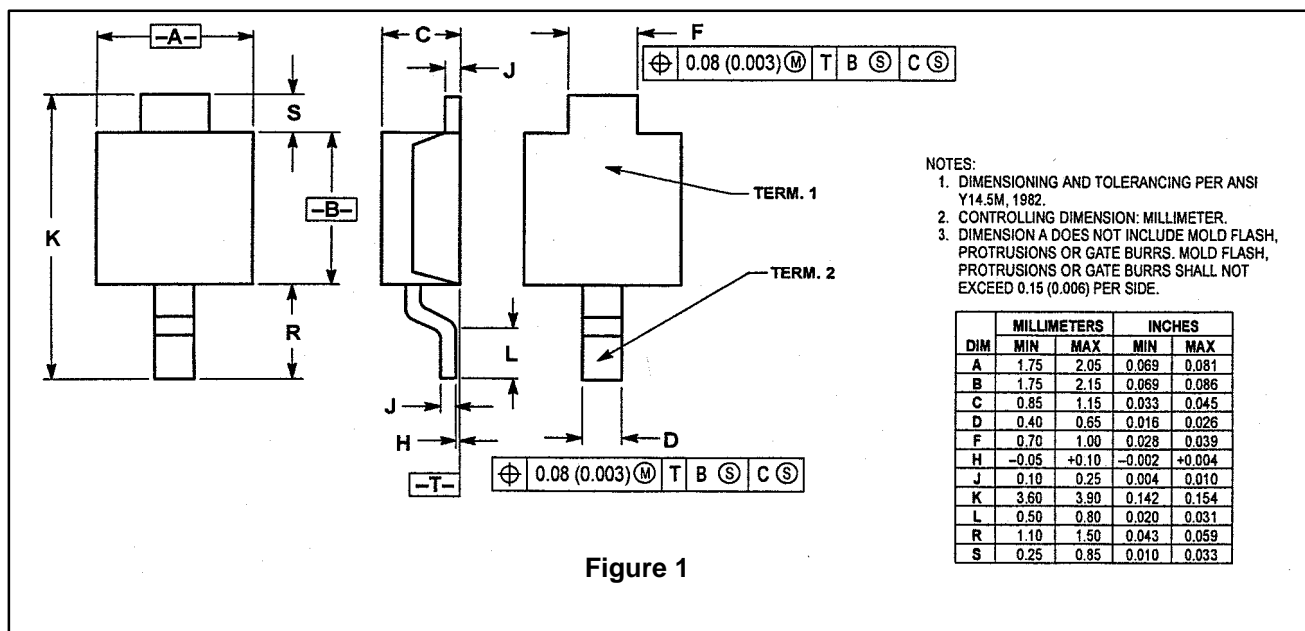 –A–
C
F
⌖ 0.08 (0.003) Ⓜ T B Ⓢ C Ⓢ
J
S
K
–B–
TERM. 1
TERM. 2
R
L
J
H
D
–T–
⌖ 0.08 (0.003) Ⓜ T B Ⓢ C Ⓢ
NOTES:
1. DIMENSIONING AND TOLERANCING PER ANSI
Y14.5M, 1982.
2. CONTROLLING DIMENSION: MILLIMETER.
3. DIMENSION A DOES NOT INCLUDE MOLD FLASH,
PROTRUSIONS OR GATE BURRS. MOLD FLASH,
PROTRUSIONS OR GATE BURRS SHALL NOT
EXCEED 0.15 (0.006) PER SIDE.
MILLIMETERS INCHES
DIM MIN MAX MIN MAX
A 1.75 2.05 0.069 0.081
B 1.75 2.15 0.069 0.086
C 0.85 1.15 0.033 0.045
D 0.40 0.65 0.016 0.026
F 0.70 1.00 0.028 0.039
H –0.05 +0.10 –0.002 +0.004
J 0.10 0.25 0.004 0.010
K 3.60 3.90 0.142 0.154
L 0.50 0.80 0.020 0.031
R 1.10 1.50 0.043 0.059
S 0.25 0.85 0.010 0.033
Figure 1